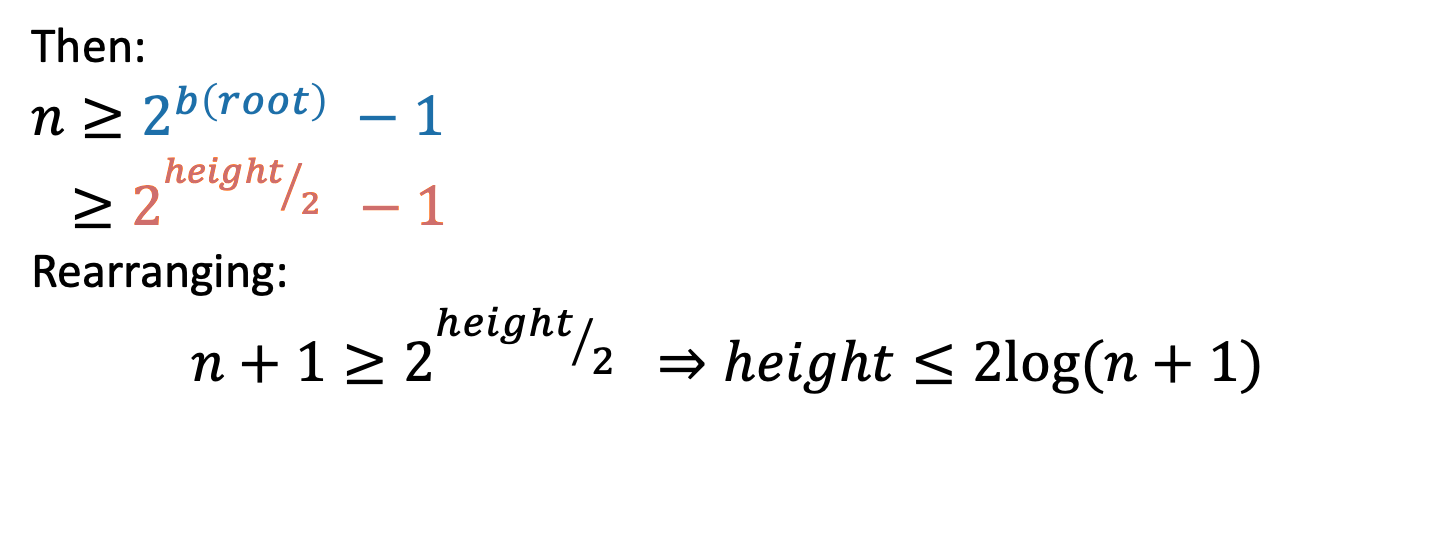 Then:
n ≥ 2^{b(root)} − 1
≥ 2^{height/2} − 1
Rearranging:
n + 1 ≥ 2^{height/2} ⇒ height ≤ 2log(n + 1)